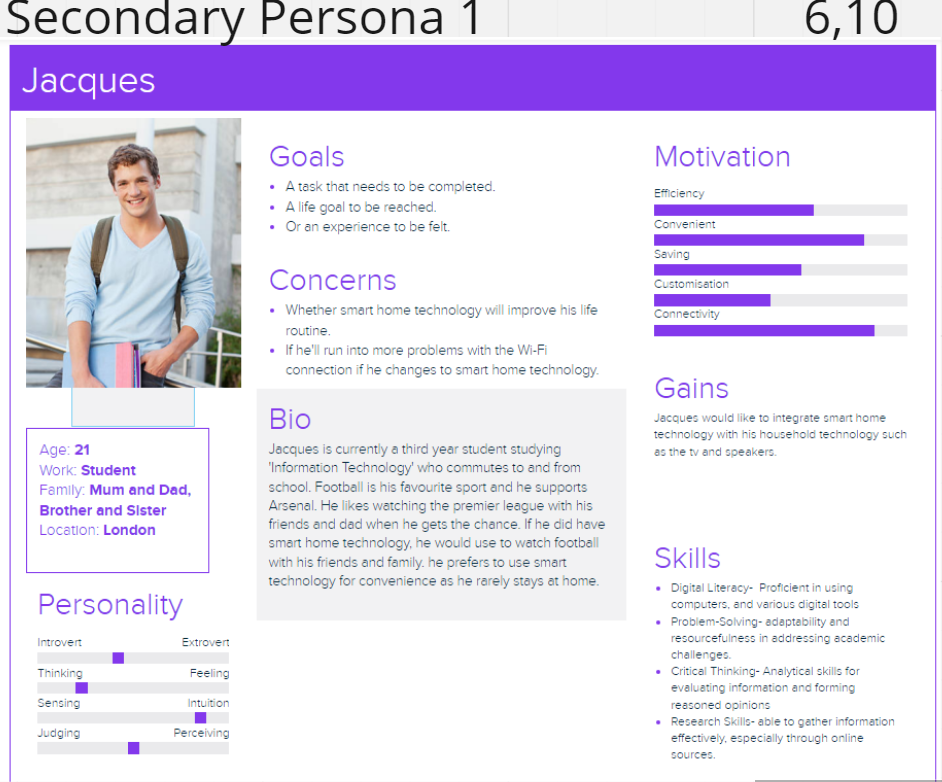 Secondary Persona 1
6,10
Jacques
Goals
• A task that needs to be completed.
• A life goal to be reached.
• Or an experience to be felt.
Concerns
• Whether smart home technology will improve his life
routine.
• If he'll run into more problems with the Wi-Fi
connection if he changes to smart home technology.
Bio
Jacques is currently a third year student studying
'Information Technology' who commutes to and from
school. Football is his favourite sport and he supports
Arsenal. He likes watching the premier league with his
friends and dad when he gets the chance. If he did have
smart home technology, he would use to watch football
with his friends and family. he prefers to use smart
technology for convenience as he rarely stays at home.
Age: 21
Work: Student
Family: Mum and Dad,
Brother and Sister
Location: London
Personality
Introvert Extrovert
Thinking Feeling
Sensing Intuition
Judging Perceiving
Motivation
Efficiency
Convenient
Saving
Customisation
Connectivity
Gains
Jacques would like to integrate smart home
technology with his household technology such
as the tv and speakers.
Skills
• Digital Literacy- Proficient in using
computers, and various digital tools
• Problem-Solving- adaptability and
resourcefulness in addressing academic
challenges.
• Critical Thinking- Analytical skills for
evaluating information and forming
reasoned opinions
• Research Skills- able to gather information
effectively, especially through online
sources.